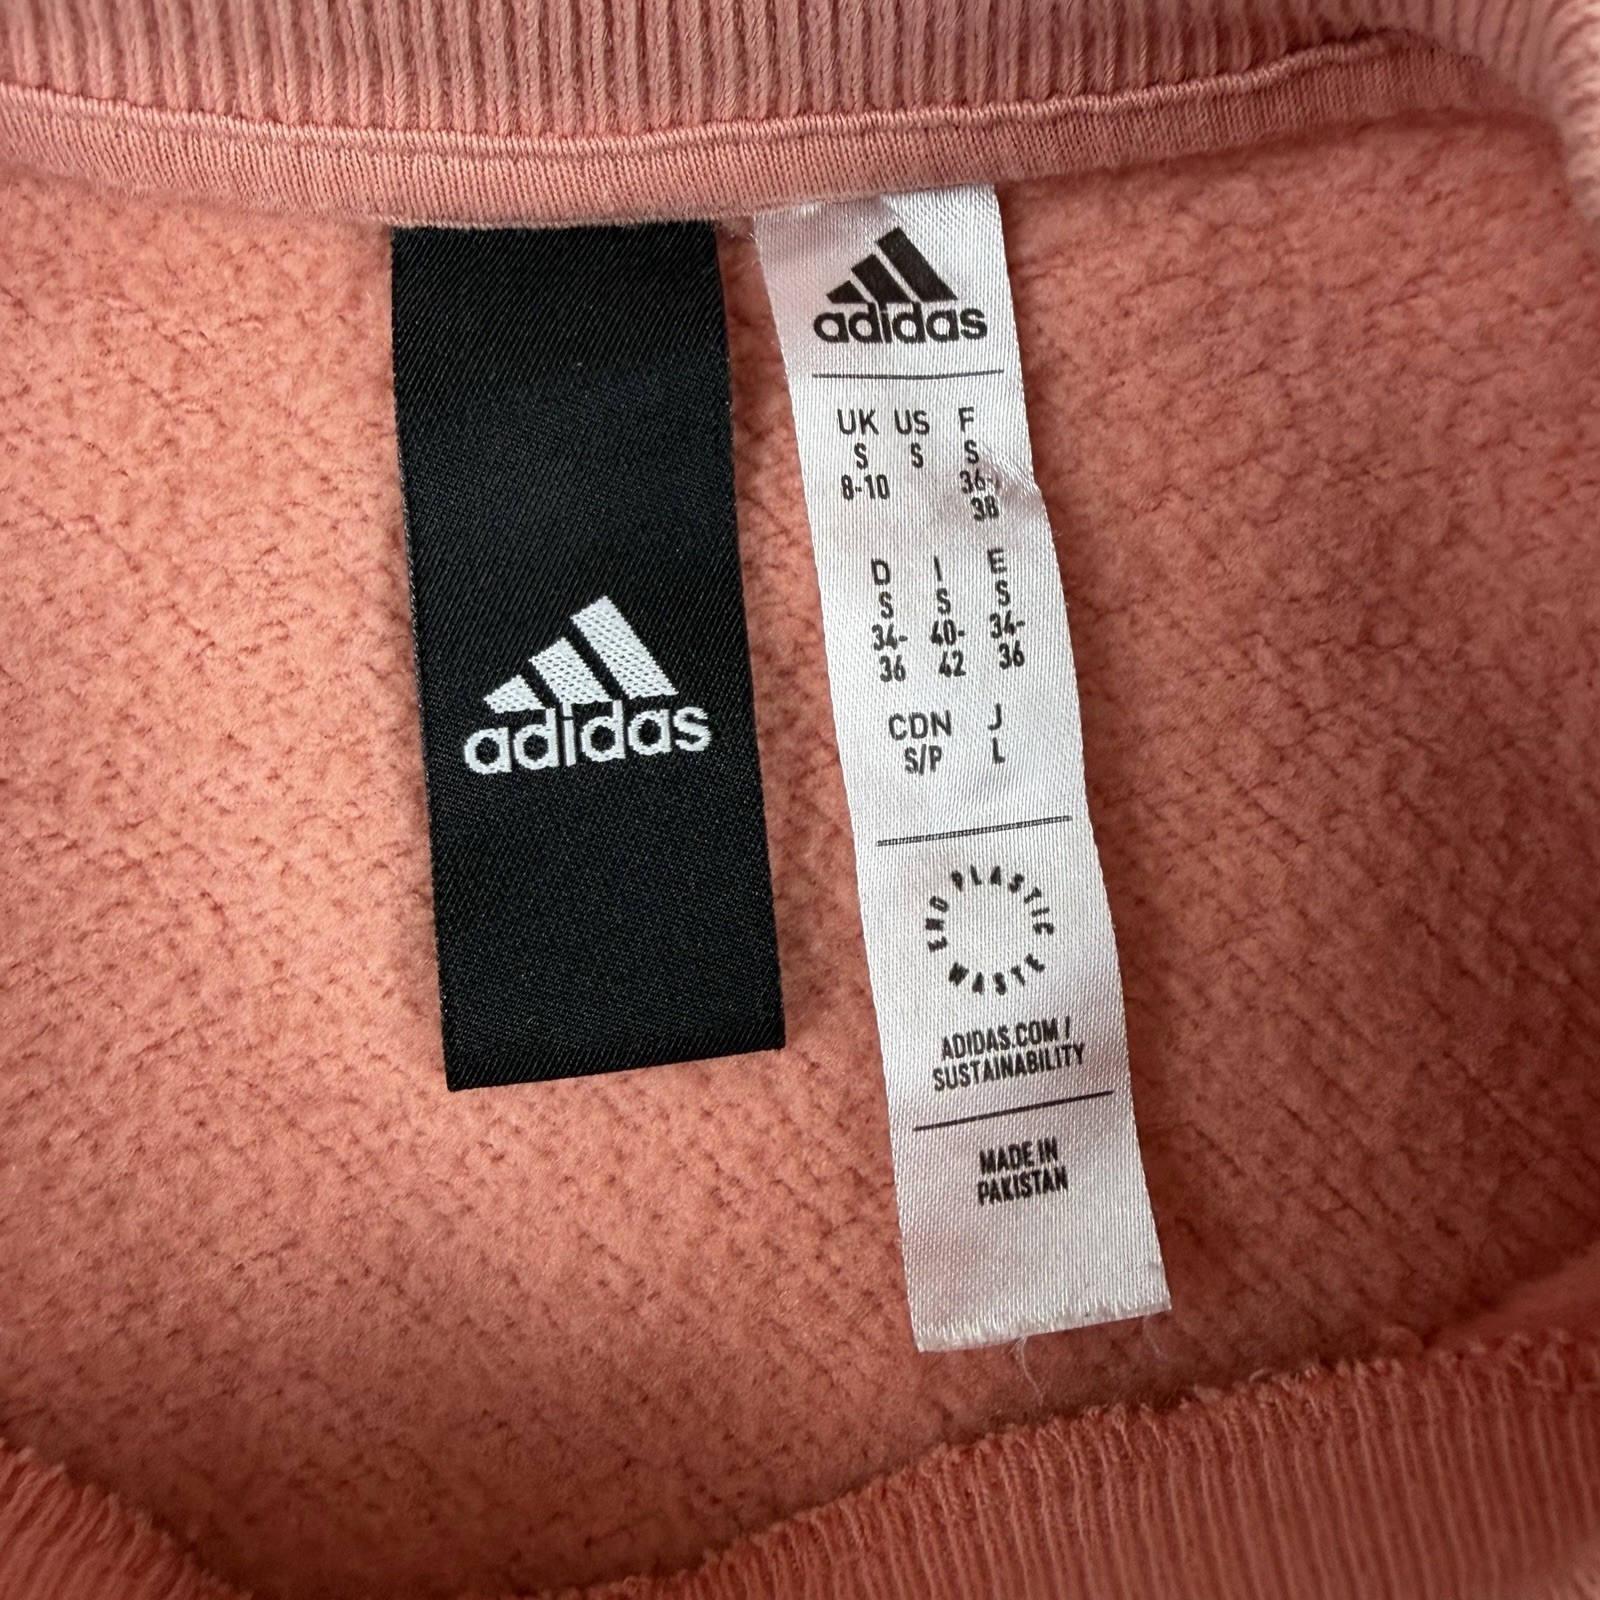 adidas
adidas
UK US F
S S S
8-10 36-
38
D I E
S S S
34- 40- 34-
36 42 36
CDN J
S/P L
END PLASTIC WASTE
ADIDAS.COM/
SUSTAINABILITY
MADE IN
PAKISTAN